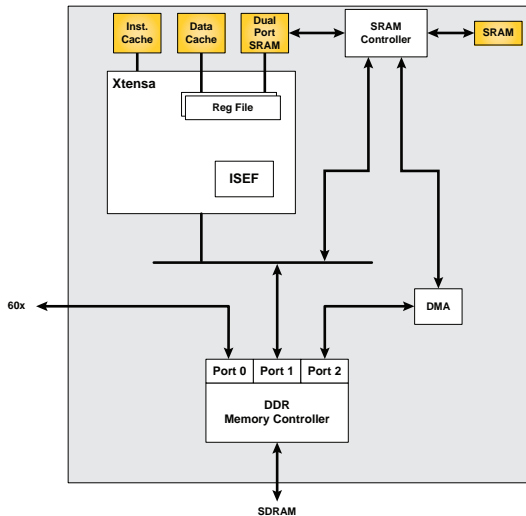 Inst.
Cache
Data
Cache
Dual
Port
SRAM
SRAM
Controller
SRAM
Xtensa
Reg File
ISEF
60x
DMA
Port 0
Port 1
Port 2
DDR
Memory Controller
SDRAM